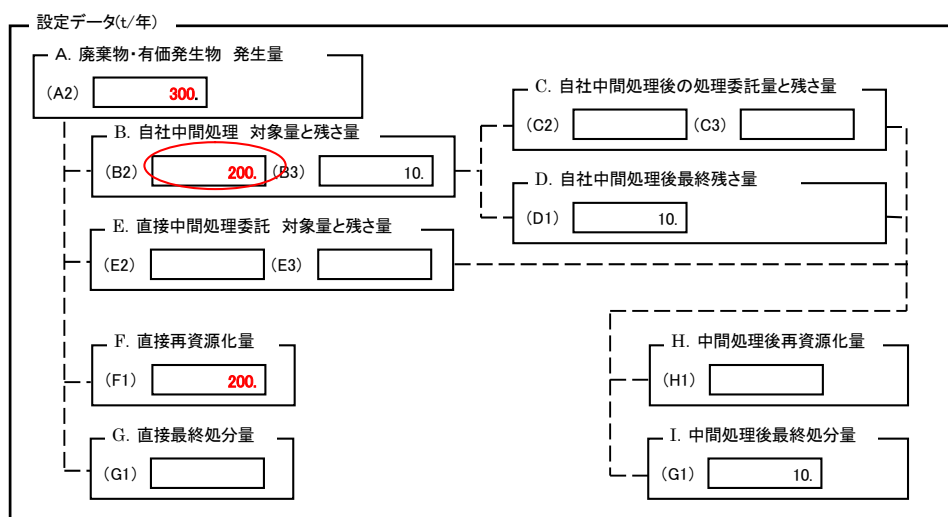 設定データ(t/年)
A. 廃棄物・有価発生物 発生量
(A2) 300.
B. 自社中間処理 対象量と残さ量
(B2) 200. (B3) 10.
C. 自社中間処理後の処理委託量と残さ量
(C2) (C3)
D. 自社中間処理後最終残さ量
(D1) 10.
E. 直接中間処理委託 対象量と残さ量
(E2) (E3)
F. 直接再資源化量
(F1) 200.
G. 直接最終処分量
(G1)
H. 中間処理後再資源化量
(H1)
I. 中間処理後最終処分量
(G1) 10.